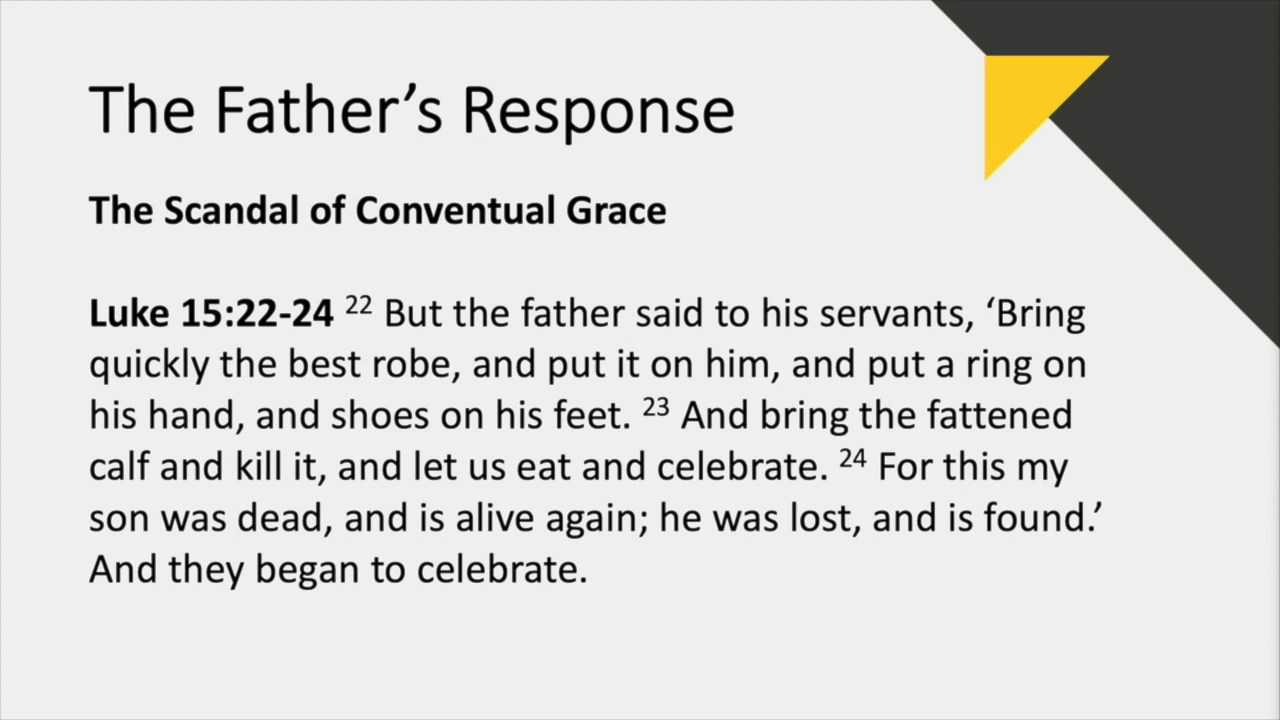 The Father’s Response
The Scandal of Conventual Grace
Luke 15:22-24 22 But the father said to his servants, ‘Bring
quickly the best robe, and put it on him, and put a ring on
his hand, and shoes on his feet. 23 And bring the fattened
calf and kill it, and let us eat and celebrate. 24 For this my
son was dead, and is alive again; he was lost, and is found.’
And they began to celebrate.